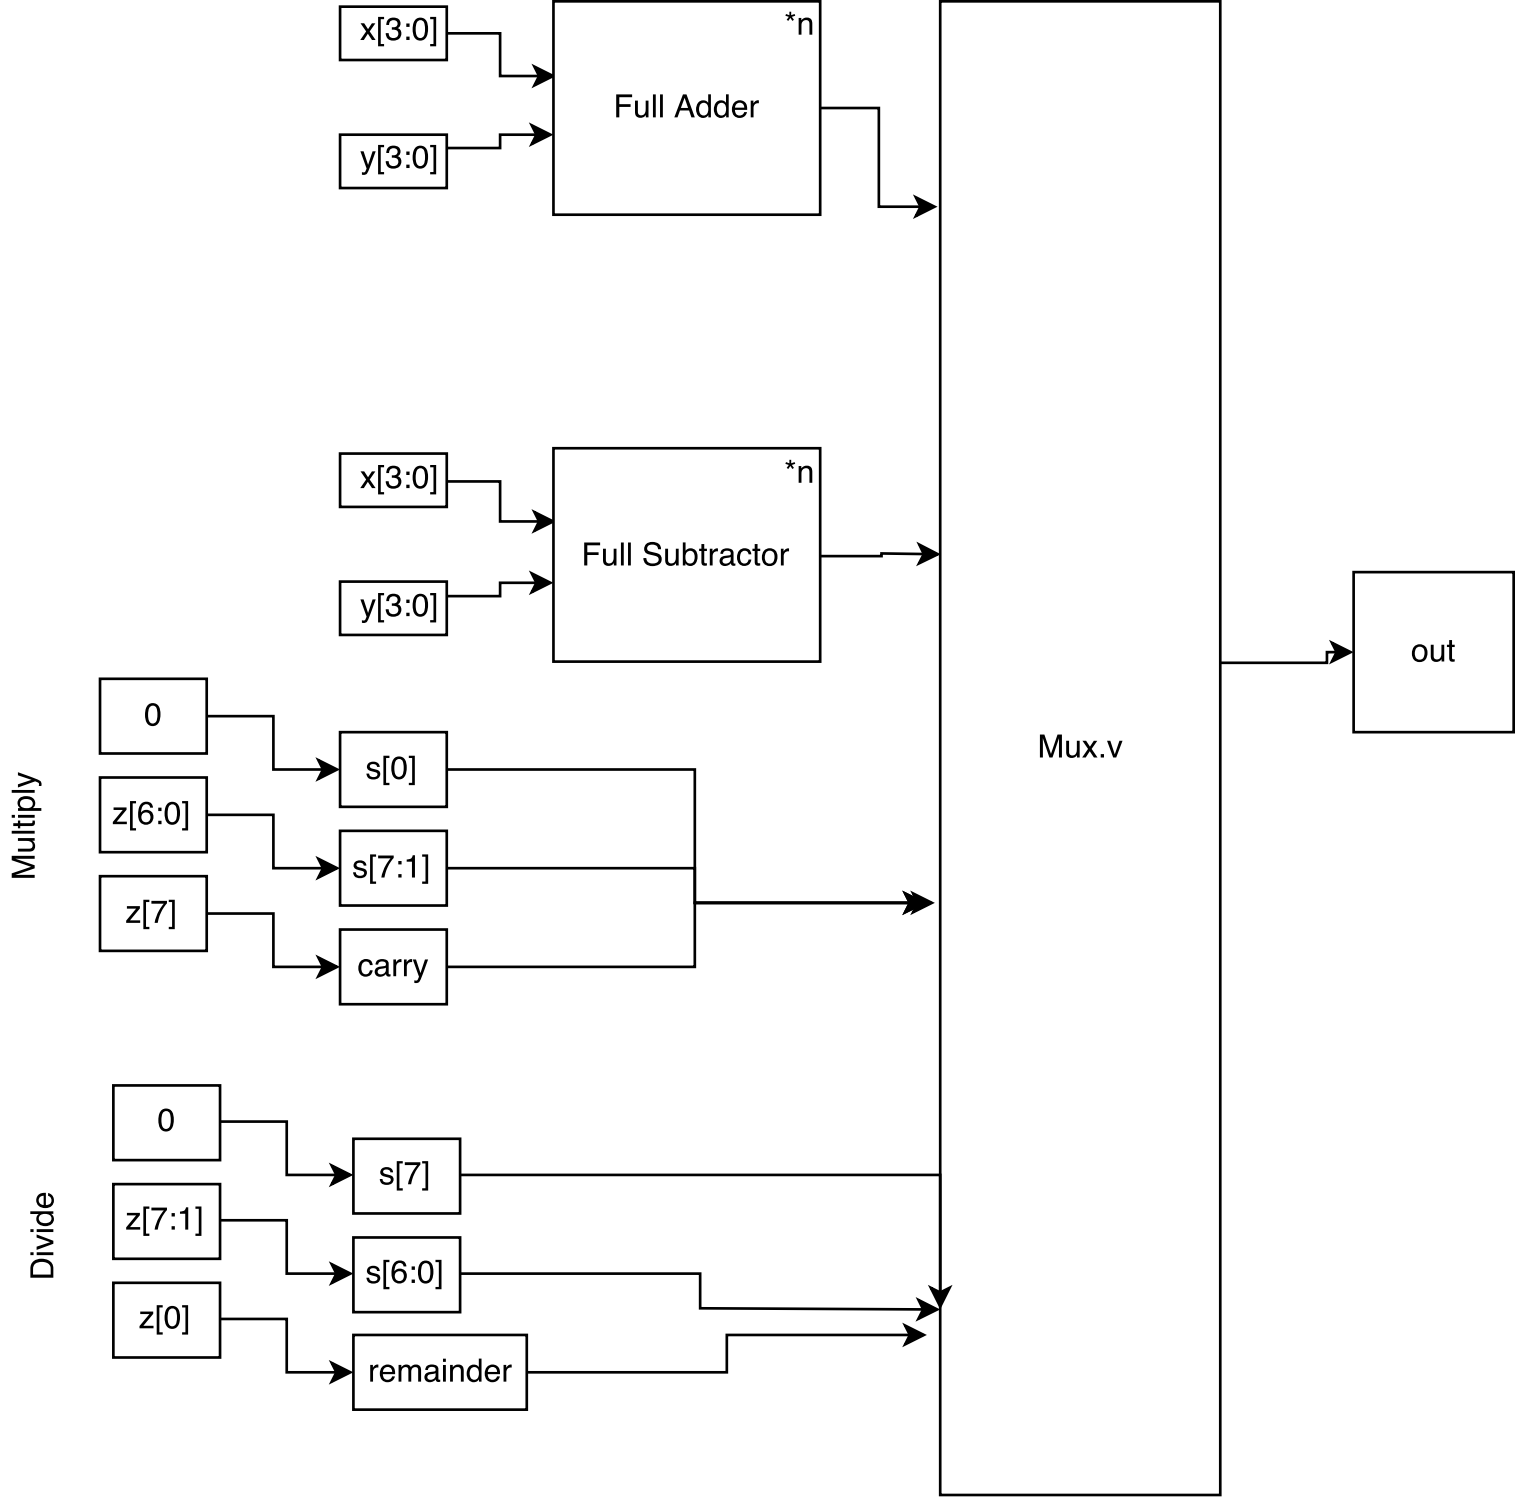 x[3:0]
*n
Full Adder
y[3:0]
x[3:0]
*n
Full Subtractor
y[3:0]
out
Multiply
0
s[0]
z[6:0]
s[7:1]
z[7]
carry
Mux.v
Divide
0
s[7]
z[7:1]
s[6:0]
z[0]
remainder